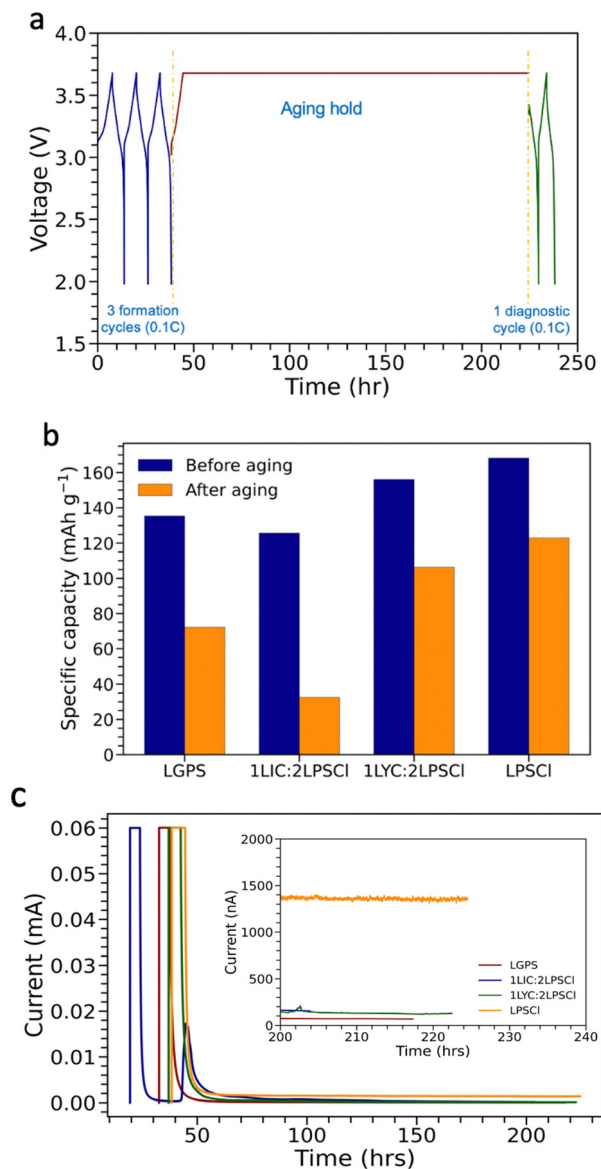 a
4.0
3.5
3.0
2.5
2.0
1.5
Voltage (V)
Aging hold
3 formation
cycles (0.1C)
1 diagnostic
cycle (0.1C)
0 50 100 150 200 250
Time (hr)
b
160
140
120
100
80
60
40
20
0
Specific capacity (mAh g⁻¹)
Before aging
After aging
LGPS 1LIC:2LPSCl 1LYC:2LPSCl LPSCl
c
0.06
0.05
0.04
0.03
0.02
0.01
0.00
Current (mA)
2000
1500
1000
500
0
Current (nA)
LGPS
1LIC:2LPSCl
1LYC:2LPSCl
LPSCl
200 210 220 230 240
Time (hrs)
50 100 150 200
Time (hrs)